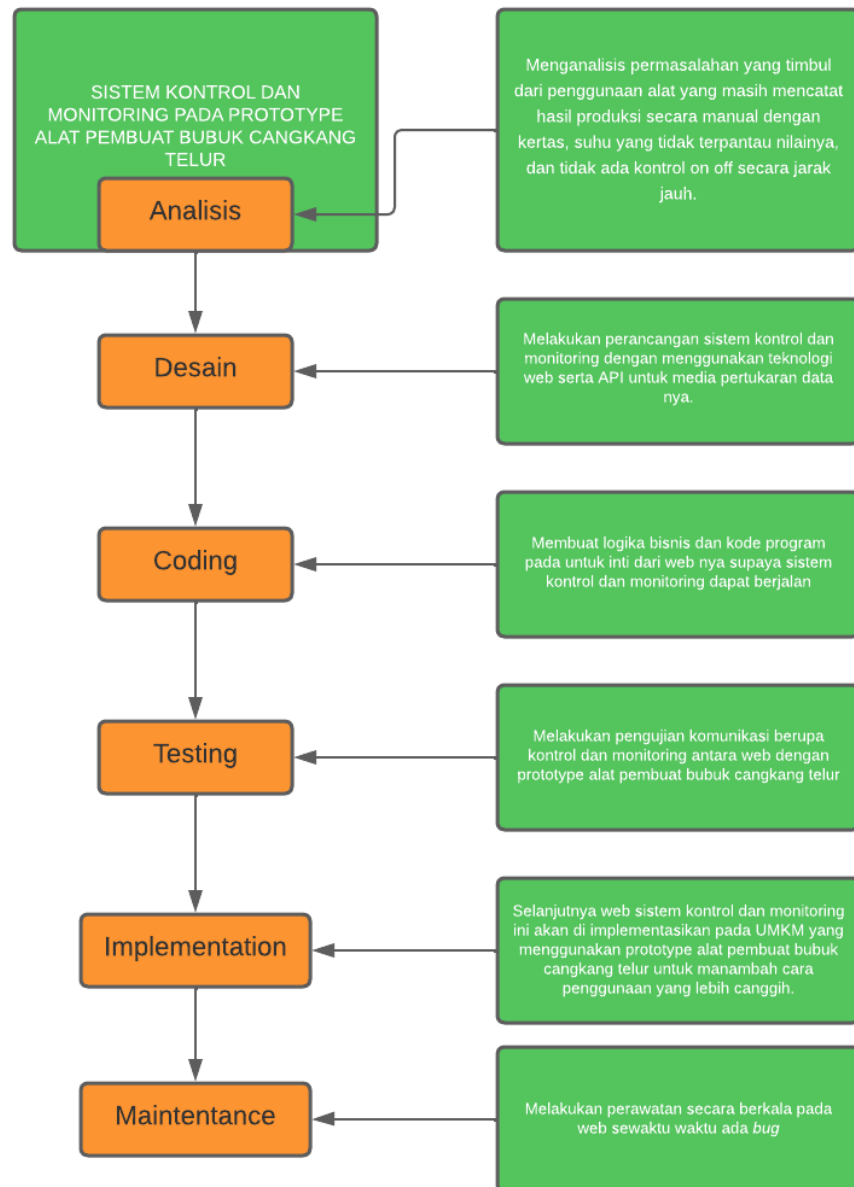 SISTEM KONTROL DAN
MONITORING PADA PROTOTYPE
ALAT PEMBUAT BUBUK CANGKANG
TELUR
Analisis
Menganalisis permasalahan yang timbul
dari penggunaan alat yang masih mencatat
hasil produksi secara manual dengan
kertas, suhu yang tidak terpantau nilainya,
dan tidak ada kontrol on off secara jarak
jauh.
Desain
Melakukan perancangan sistem kontrol dan
monitoring dengan menggunakan teknologi
web serta API untuk media pertukaran data
nya.
Coding
Membuat logika bisnis dan kode program
pada untuk inti dari web nya supaya sistem
kontrol dan monitoring dapat berjalan
Testing
Melakukan pengujian komunikasi berupa
kontrol dan monitoring antara web dengan
prototype alat pembuat bubuk cangkang telur
Implementation
Selanjutnya web sistem kontrol dan monitoring
ini akan di implementasikan pada UMKM yang
menggunakan prototype alat pembuat bubuk
cangkang telur untuk manambah cara
penggunaan yang lebih canggih.
Maintentance
Melakukan perawatan secara berkala pada
web sewaktu waktu ada bug